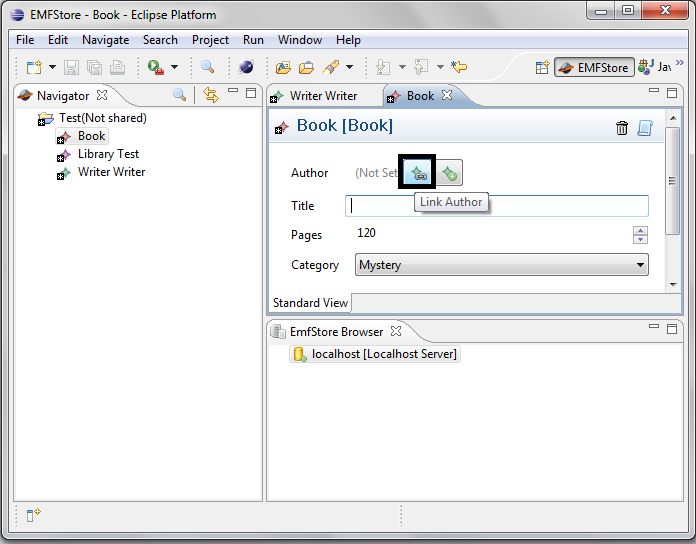 EMFStore - Book - Eclipse Platform
File Edit Navigate Search Project Run Window Help
EMFStore Jav
Navigator
Test(Not shared)
Book
Library Test
Writer Writer
Writer Writer Book
Book [Book]
Author (Not Set
Link Author
Title
Pages 120
Category Mystery
Standard View
EmfStore Browser
localhost [Localhost Server]